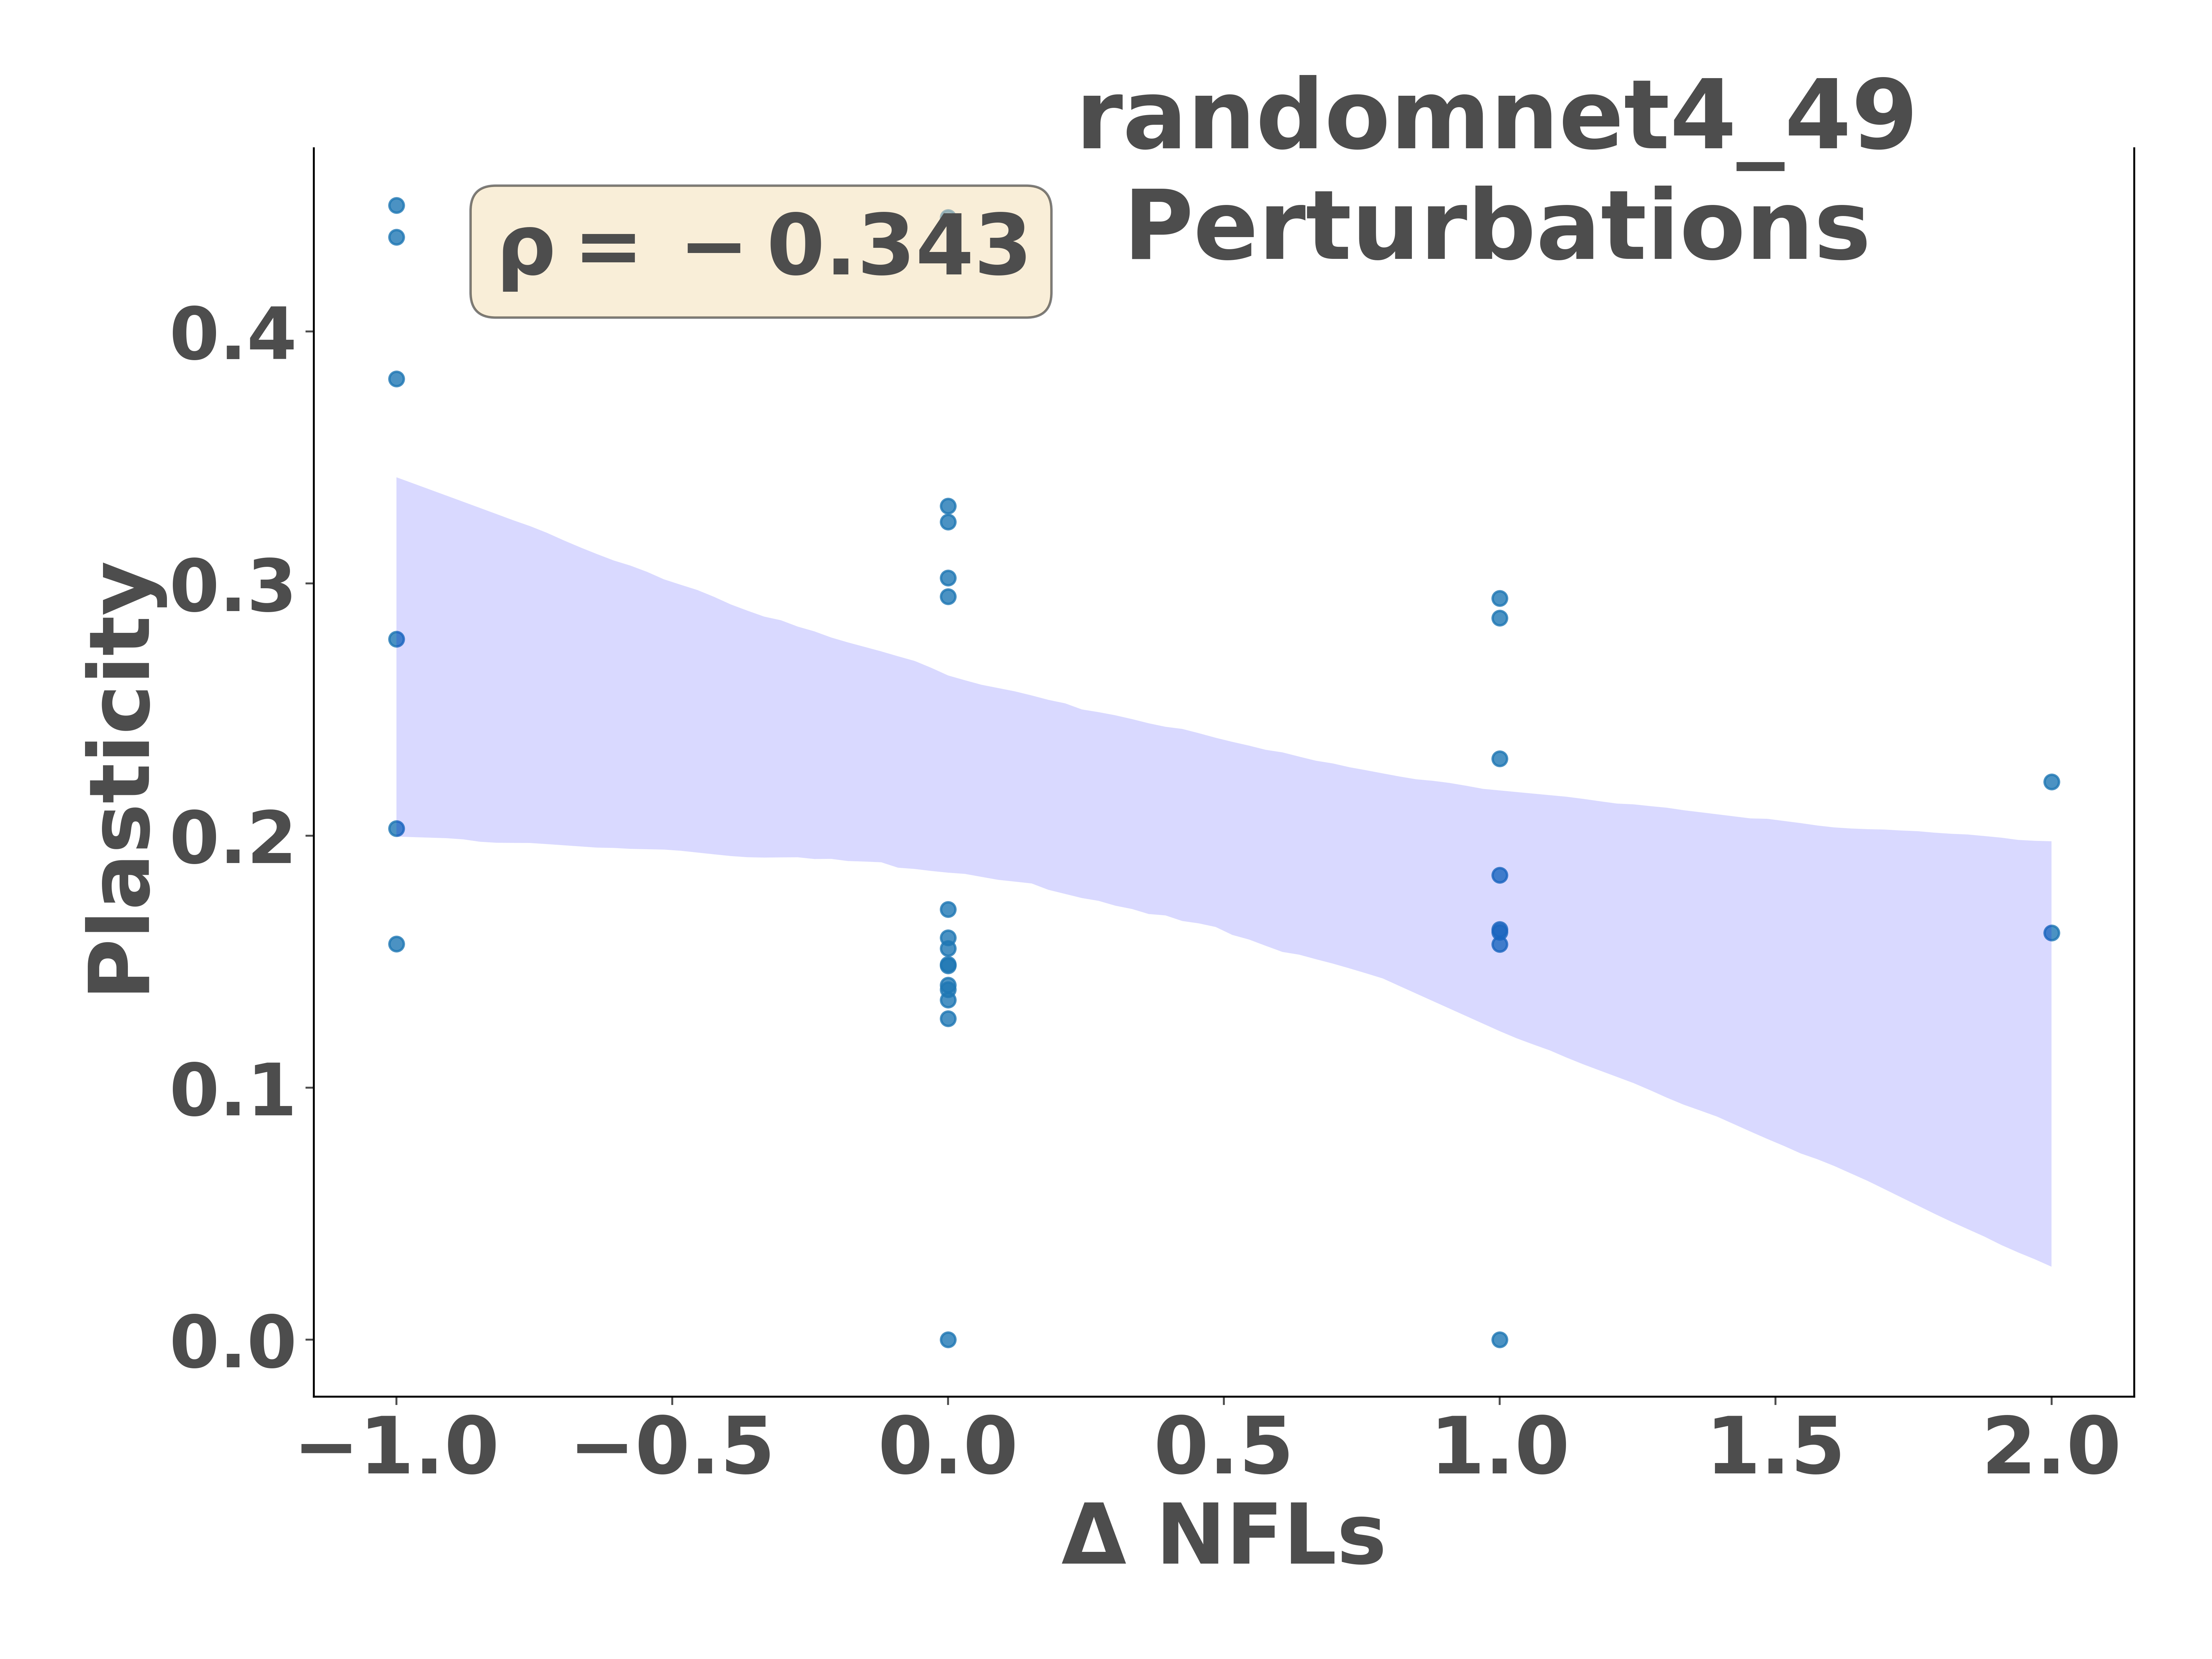 randomnet4_49
Perturbations
ρ = − 0.343
Plasticity
0.4
0.3
0.2
0.1
0.0
−1.0 −0.5 0.0 0.5 1.0 1.5 2.0
Δ NFLs